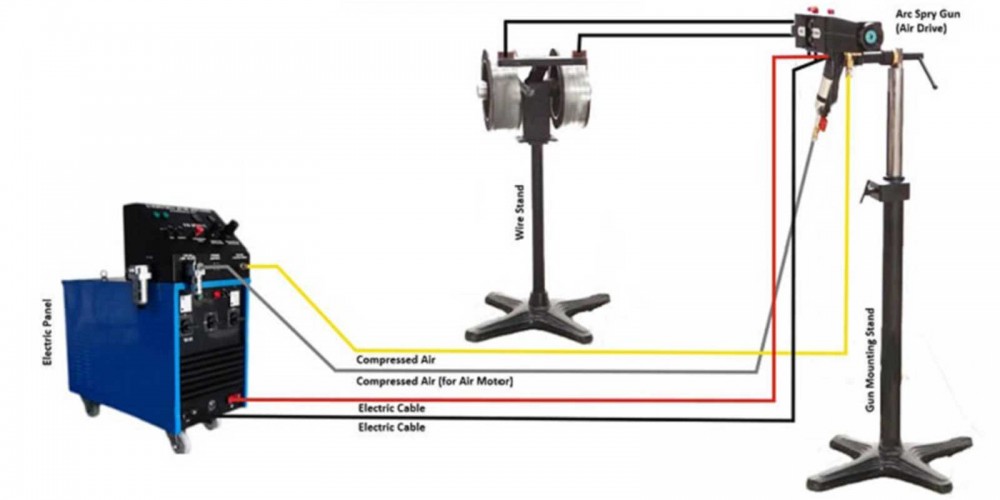 Arc Spry Gun
(Air Drive)
Wire Stand
Electric Panel
Gun Mounting Stand
Compressed Air
Compressed Air (for Air Motor)
Electric Cable
Electric Cable